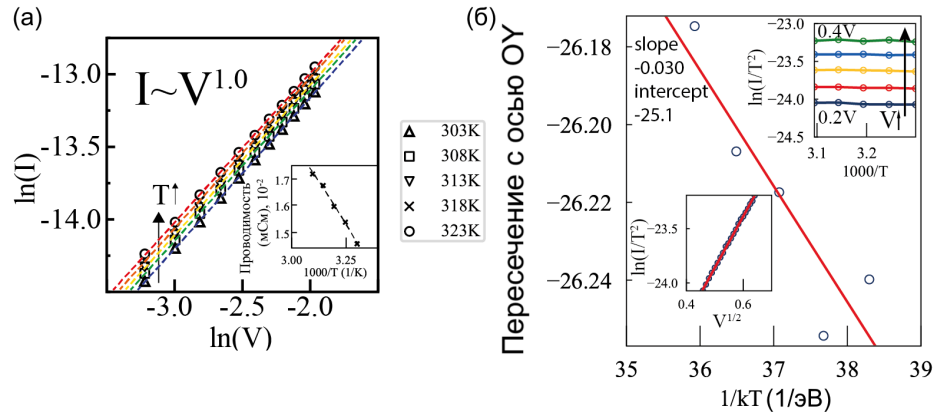 (а)
I~V1.0
ln(I)
-13.0
-13.5
-14.0
T↑
Проводимость
(мСм), 10-2
1.7
1.6
1.5
3.00
3.25
1000/T (1/K)
-3.0
-2.5
-2.0
ln(V)
303K
308K
313K
318K
323K
(б)
Пересечение с осью OY
−26.18
−26.20
−26.22
−26.24
slope
-0.030
intercept
-25.1
ln(I/T2)
−23.0
−23.5
−24.0
−24.5
0.4V
0.2V
V↑
3.1
3.2
1000/T
ln(I/T2)
−23.5
−24.0
0.4
0.6
V1/2
35
36
37
38
39
1/kT (1/эВ)